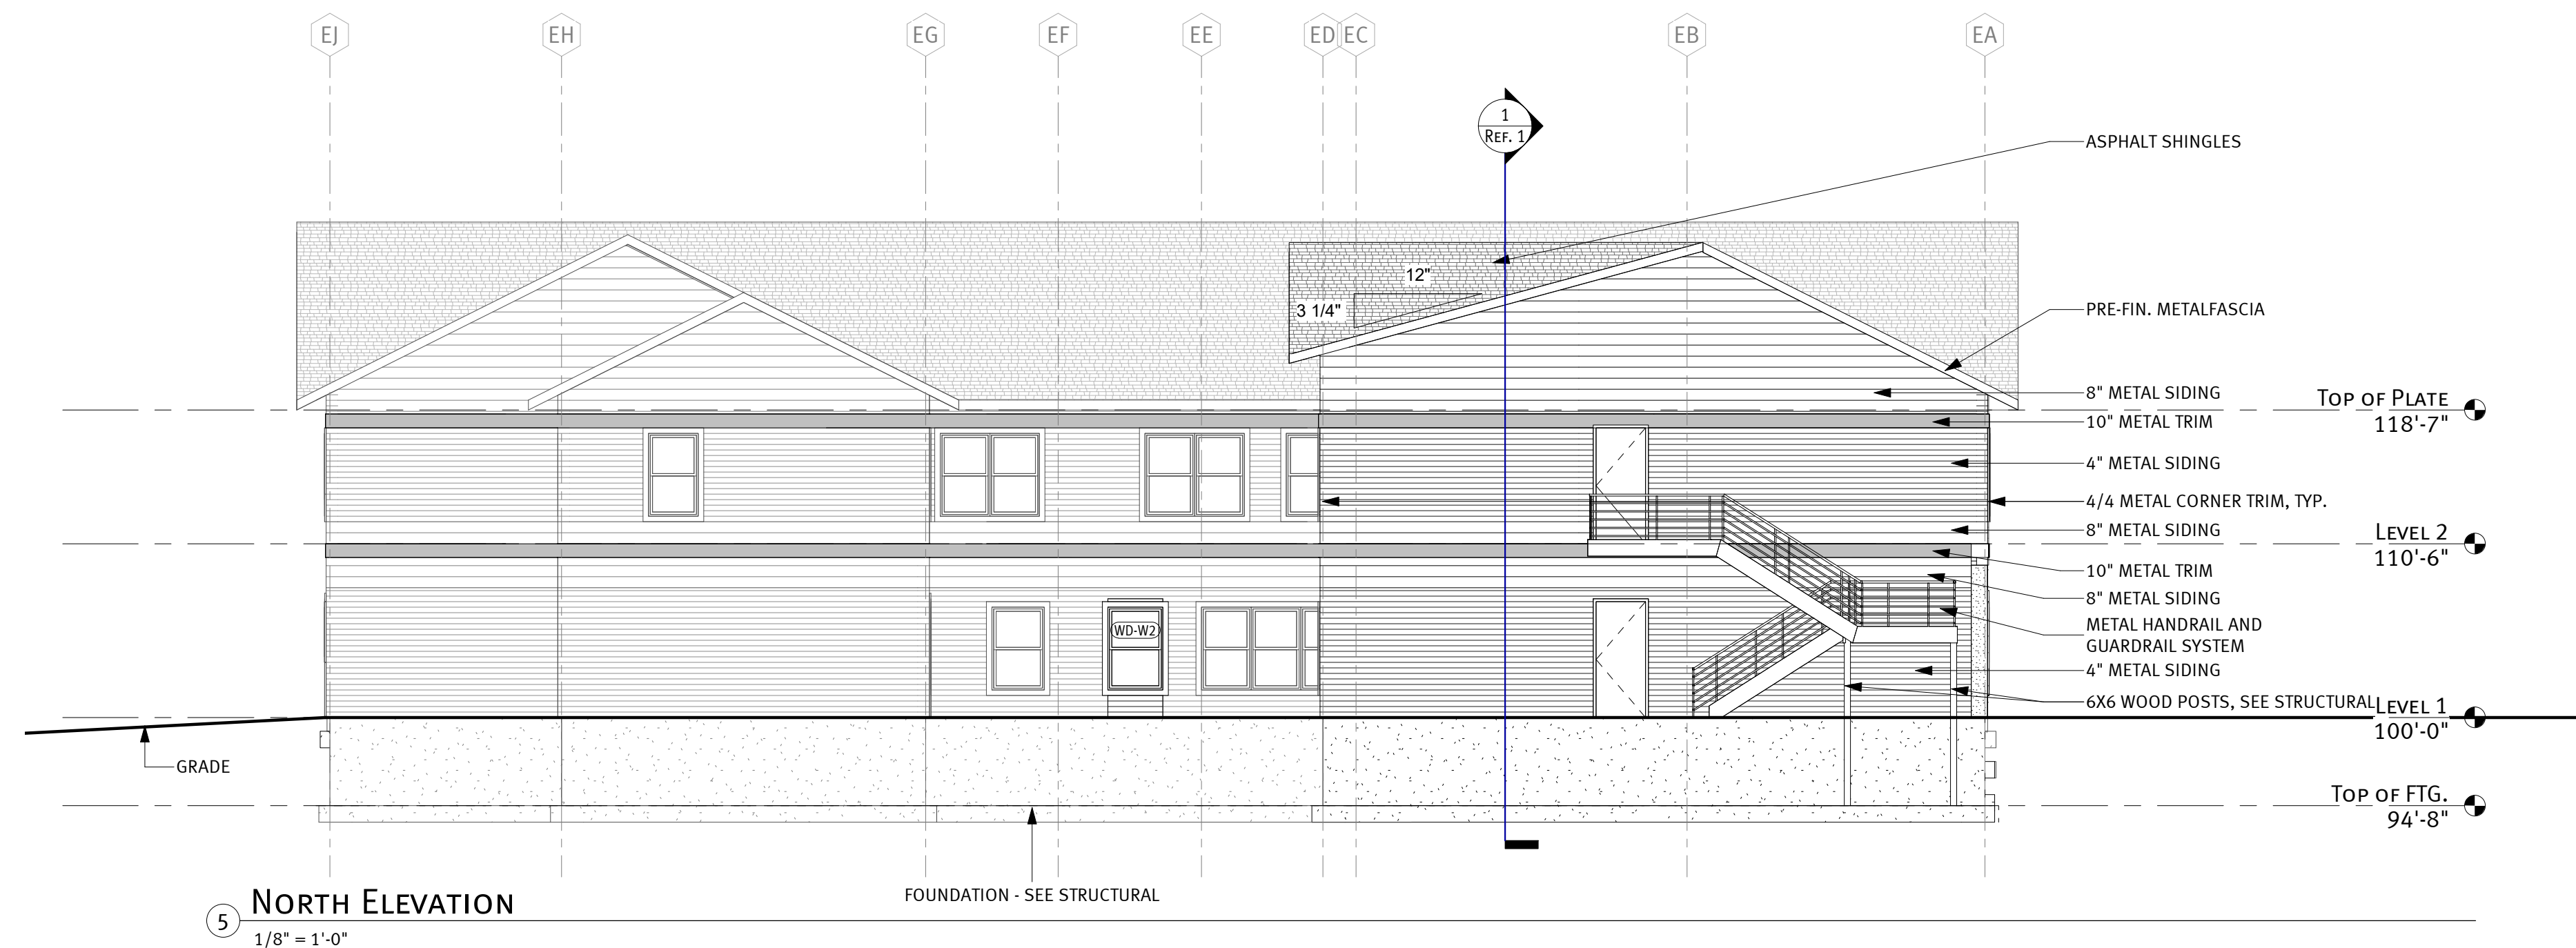 EJ
EH
EG
EF
EE
ED
EC
EB
EA
1
REF. 1
ASPHALT SHINGLES
12"
3 1/4"
PRE-FIN. METALFASCIA
8" METAL SIDING
TOP OF PLATE
118'-7"
10" METAL TRIM
4" METAL SIDING
4/4 METAL CORNER TRIM, TYP.
8" METAL SIDING
LEVEL 2
110'-6"
10" METAL TRIM
8" METAL SIDING
METAL HANDRAIL AND
GUARDRAIL SYSTEM
WD-W2
4" METAL SIDING
6X6 WOOD POSTS, SEE STRUCTURAL
LEVEL 1
100'-0"
GRADE
TOP OF FTG.
94'-8"
FOUNDATION - SEE STRUCTURAL
5
NORTH ELEVATION
1/8" = 1'-0"